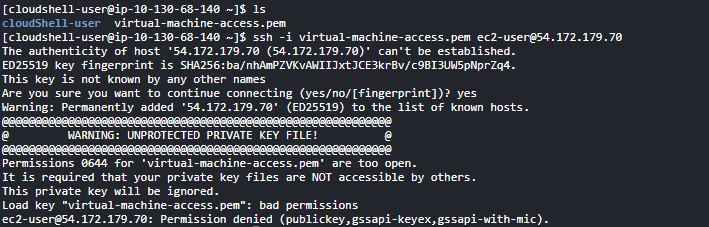 [cloudshell-user@ip-10-130-68-140 ~]$ ls
cloudShell-user  virtual-machine-access.pem
[cloudshell-user@ip-10-130-68-140 ~]$ ssh -i virtual-machine-access.pem ec2-user@54.172.179.70
The authenticity of host '54.172.179.70 (54.172.179.70)' can't be established.
ED25519 key fingerprint is SHA256:ba/nhAmPZVKvAWIIJxtJCE3krBv/c9BI3UW5pNprZq4.
This key is not known by any other names
Are you sure you want to continue connecting (yes/no/[fingerprint])? yes
Warning: Permanently added '54.172.179.70' (ED25519) to the list of known hosts.
@@@@@@@@@@@@@@@@@@@@@@@@@@@@@@@@@@@@@@@@@@@@@@@@@@@@@@@@@@@
@         WARNING: UNPROTECTED PRIVATE KEY FILE!          @
@@@@@@@@@@@@@@@@@@@@@@@@@@@@@@@@@@@@@@@@@@@@@@@@@@@@@@@@@@@
Permissions 0644 for 'virtual-machine-access.pem' are too open.
It is required that your private key files are NOT accessible by others.
This private key will be ignored.
Load key "virtual-machine-access.pem": bad permissions
ec2-user@54.172.179.70: Permission denied (publickey,gssapi-keyex,gssapi-with-mic).